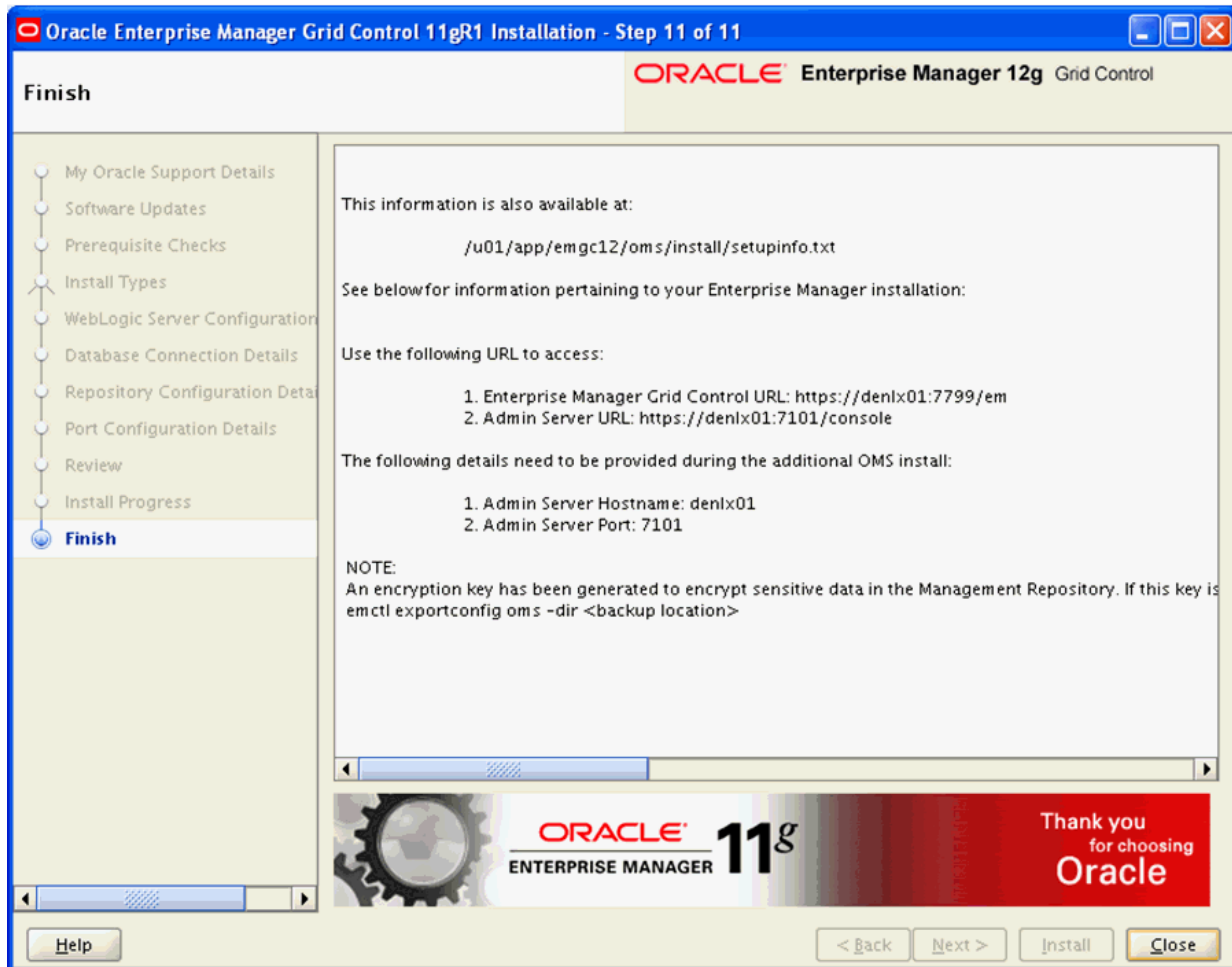 Oracle Enterprise Manager Grid Control 11gR1 Installation - Step 11 of 11
Finish
ORACLE Enterprise Manager 12g Grid Control
My Oracle Support Details
Software Updates
Prerequisite Checks
Install Types
WebLogic Server Configuration
Database Connection Details
Repository Configuration Detai
Port Configuration Details
Review
Install Progress
Finish
This information is also available at:
/u01/app/emgc12/oms/install/setupinfo.txt
See below for information pertaining to your Enterprise Manager installation:
Use the following URL to access:
1. Enterprise Manager Grid Control URL: https://denlx01:7799/em
2. Admin Server URL: https://denlx01:7101/console
The following details need to be provided during the additional OMS install:
1. Admin Server Hostname: denlx01
2. Admin Server Port: 7101
NOTE:
An encryption key has been generated to encrypt sensitive data in the Management Repository. If this key is
emctl exportconfig oms -dir <backup location>
ORACLE
ENTERPRISE MANAGER 11g
Thank you
for choosing
Oracle
Help
< Back
Next >
Install
Close